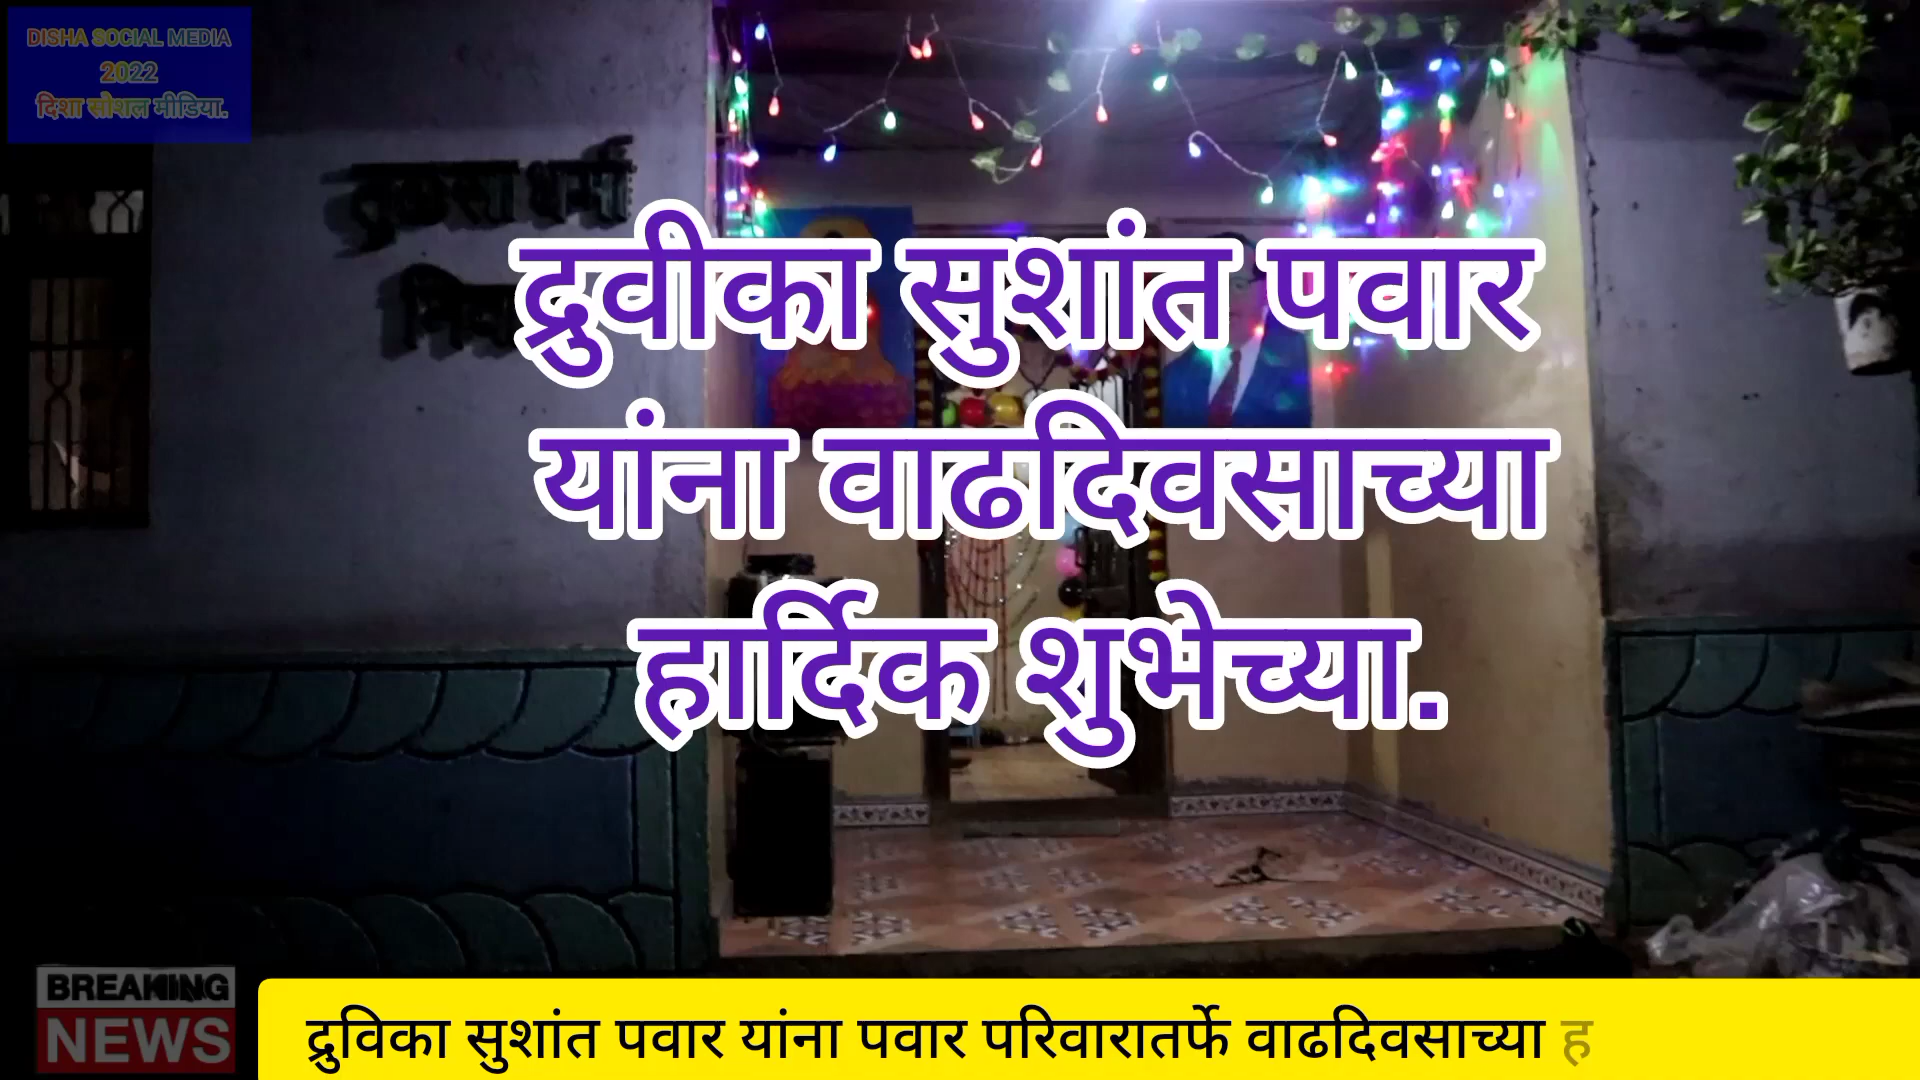 DISHA SOCIAL MEDIA
2022
दिशा सोशल मीडिया.
द्रुवीका सुशांत पवार
यांना वाढदिवसाच्या
हार्दिक शुभेच्या.
BREAKING
NEWS
द्रुविका सुशांत पवार यांना पवार परिवारातर्फे वाढदिवसाच्या ह